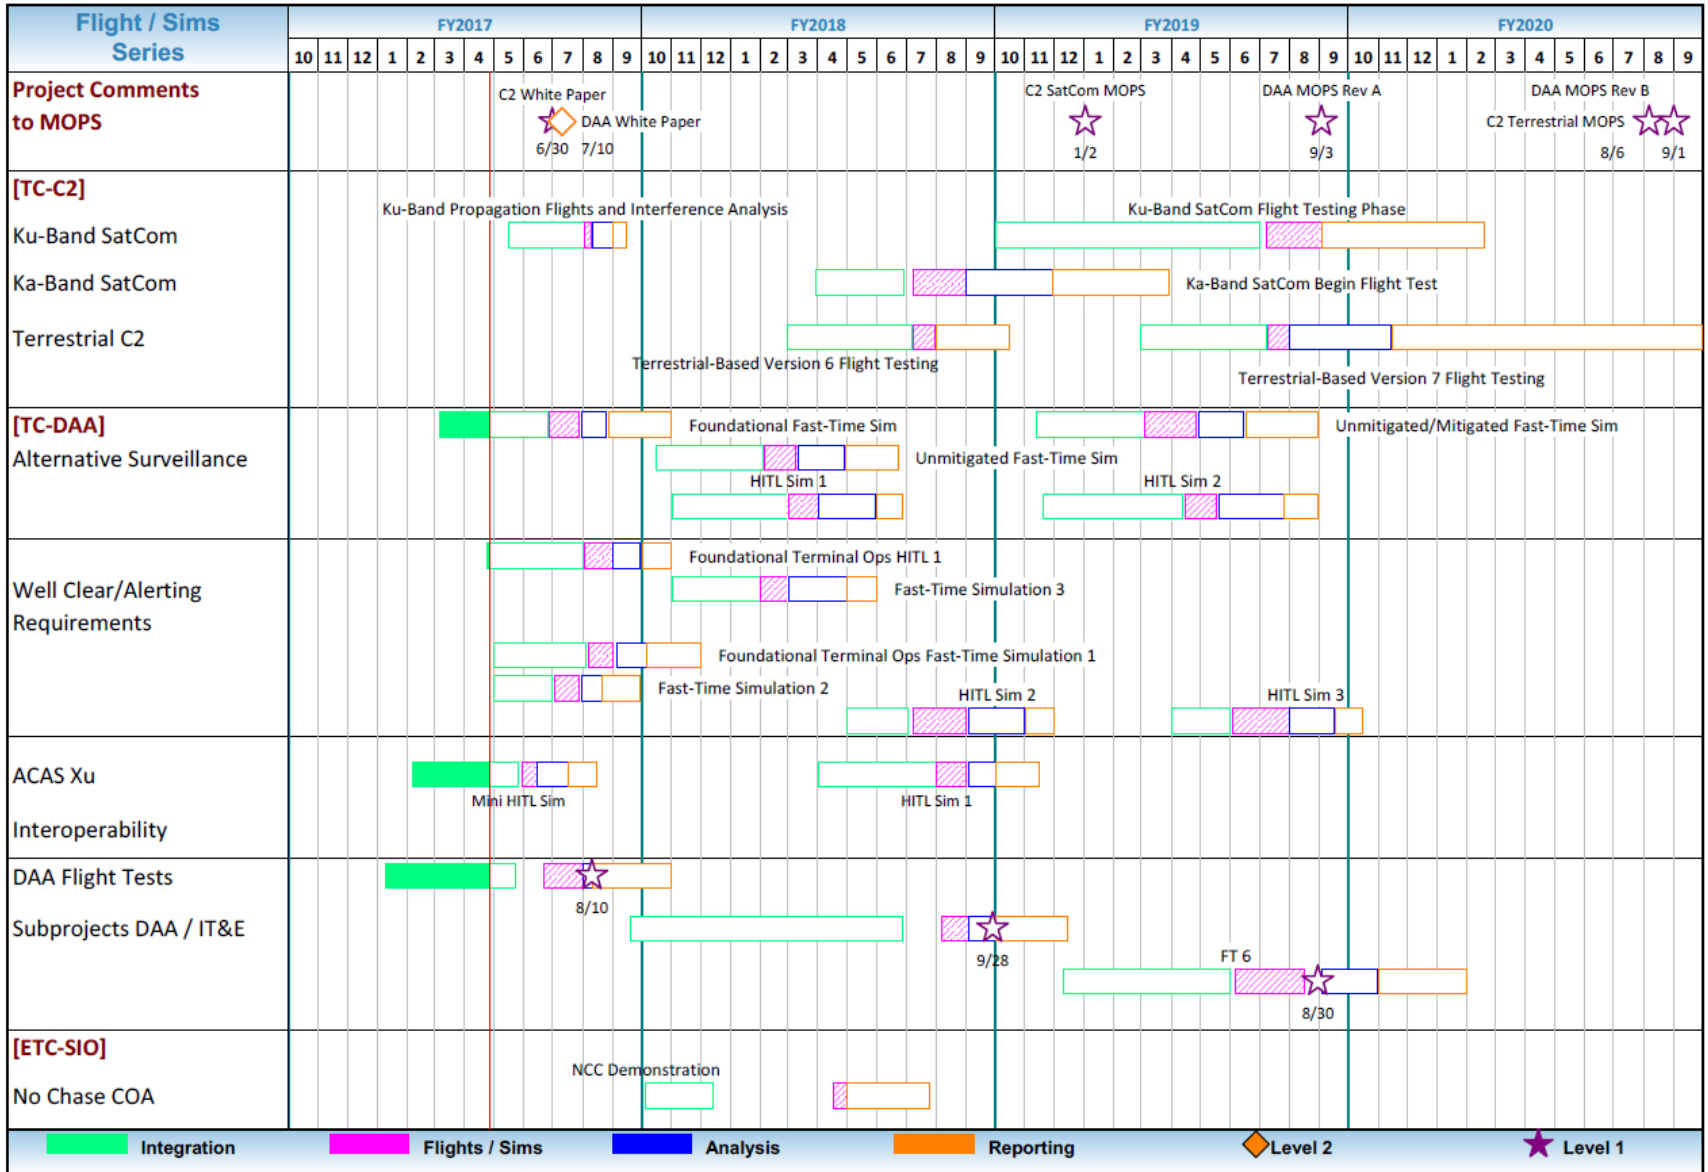 Flight / Sims
Series
FY2017 FY2018 FY2019 FY2020
10 11 12 1 2 3 4 5 6 7 8 9 10 11 12 1 2 3 4 5 6 7 8 9 10 11 12 1 2 3 4 5 6 7 8 9 10 11 12 1 2 3 4 5 6 7 8 9
Project Comments
to MOPS
C2 White Paper
DAA White Paper
6/30 7/10
C2 SatCom MOPS
1/2
DAA MOPS Rev A
9/3
DAA MOPS Rev B
C2 Terrestrial MOPS
8/6 9/1
[TC-C2]
Ku-Band Propagation Flights and Interference Analysis
Ku-Band SatCom Flight Testing Phase
Ku-Band SatCom
Ka-Band SatCom
Ka-Band SatCom Begin Flight Test
Terrestrial C2
Terrestrial-Based Version 6 Flight Testing
Terrestrial-Based Version 7 Flight Testing
[TC-DAA]
Alternative Surveillance
Foundational Fast-Time Sim
Unmitigated/Mitigated Fast-Time Sim
Unmitigated Fast-Time Sim
HITL Sim 1
HITL Sim 2
Foundational Terminal Ops HITL 1
Well Clear/Alerting
Requirements
Fast-Time Simulation 3
Foundational Terminal Ops Fast-Time Simulation 1
Fast-Time Simulation 2
HITL Sim 2
HITL Sim 3
ACAS Xu
Mini HITL Sim
HITL Sim 1
Interoperability
DAA Flight Tests
8/10
Subprojects DAA / IT&E
9/28
FT 6
8/30
[ETC-SIO]
NCC Demonstration
No Chase COA
Integration Flights / Sims Analysis Reporting Level 2 Level 1